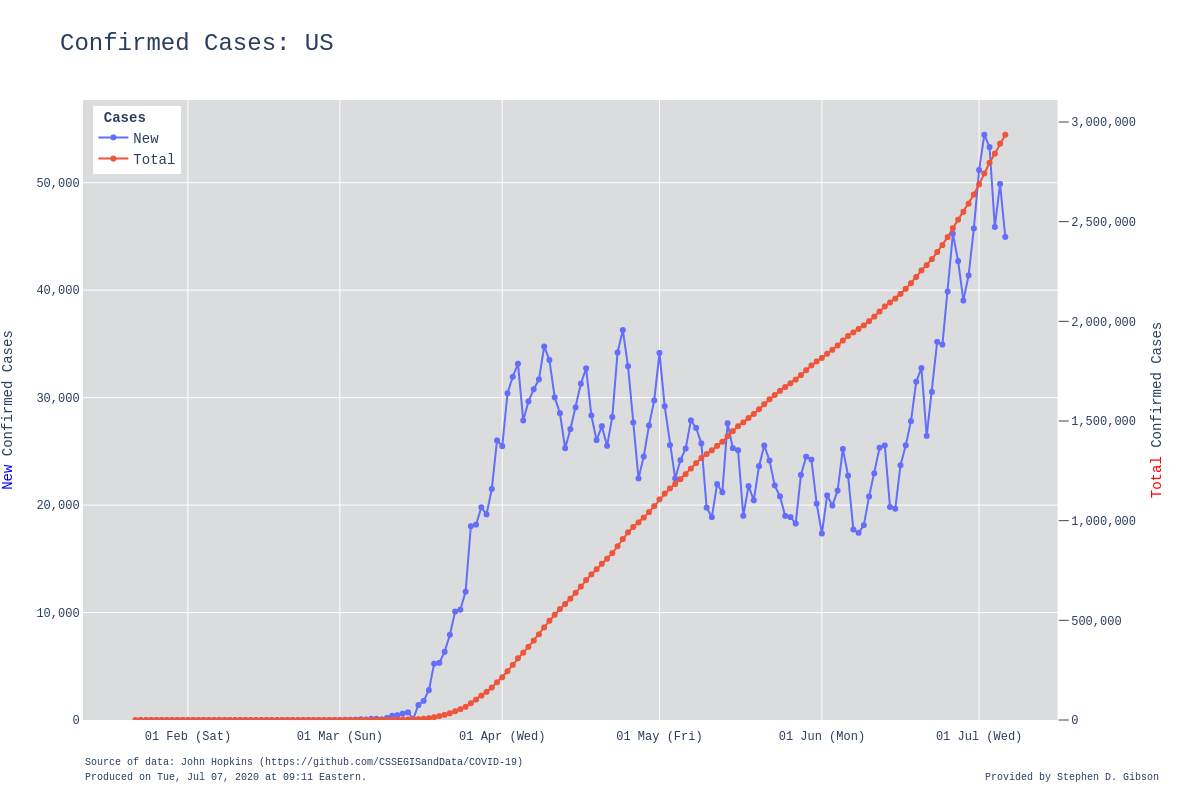 Confirmed Cases: US
Cases
New
Total
50,000
40,000
30,000
20,000
10,000
0
New Confirmed Cases
3,000,000
2,500,000
2,000,000
1,500,000
1,000,000
500,000
0
Total Confirmed Cases
01 Feb (Sat) 01 Mar (Sun) 01 Apr (Wed) 01 May (Fri) 01 Jun (Mon) 01 Jul (Wed)
Source of data: John Hopkins (https://github.com/CSSEGISandData/COVID-19)
Produced on Tue, Jul 07, 2020 at 09:11 Eastern.
Provided by Stephen D. Gibson